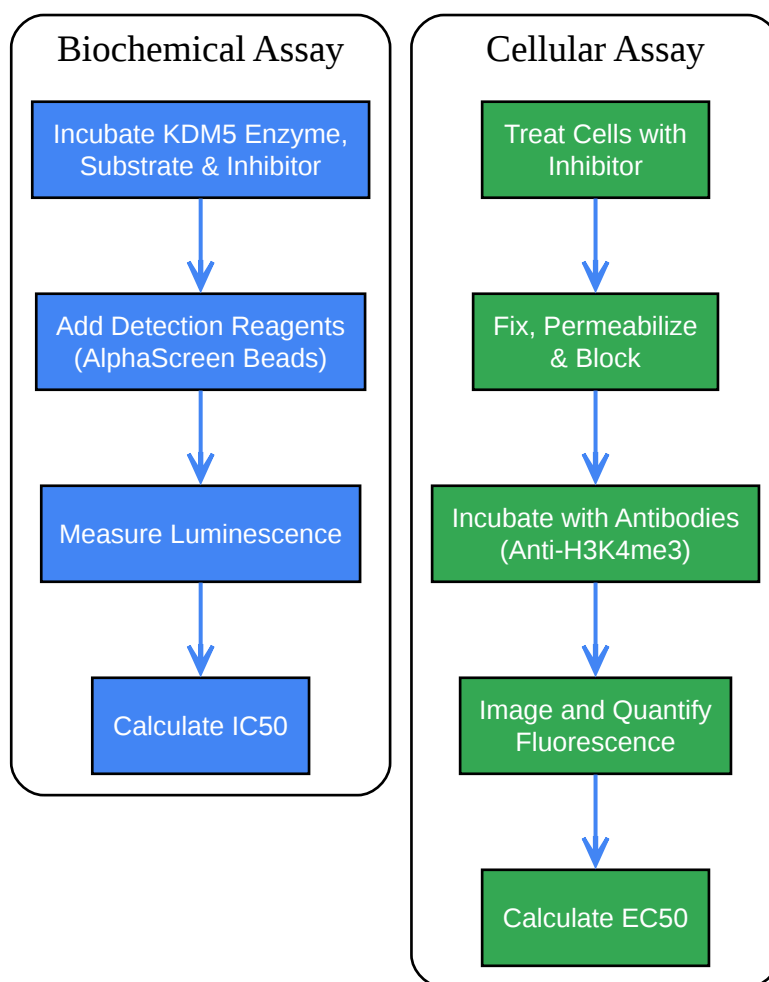 Biochemical Assay
Incubate KDM5 Enzyme,
Substrate & Inhibitor
Add Detection Reagents
(AlphaScreen Beads)
Measure Luminescence
Calculate IC50
Cellular Assay
Treat Cells with
Inhibitor
Fix, Permeabilize
& Block
Incubate with Antibodies
(Anti-H3K4me3)
Image and Quantify
Fluorescence
Calculate EC50